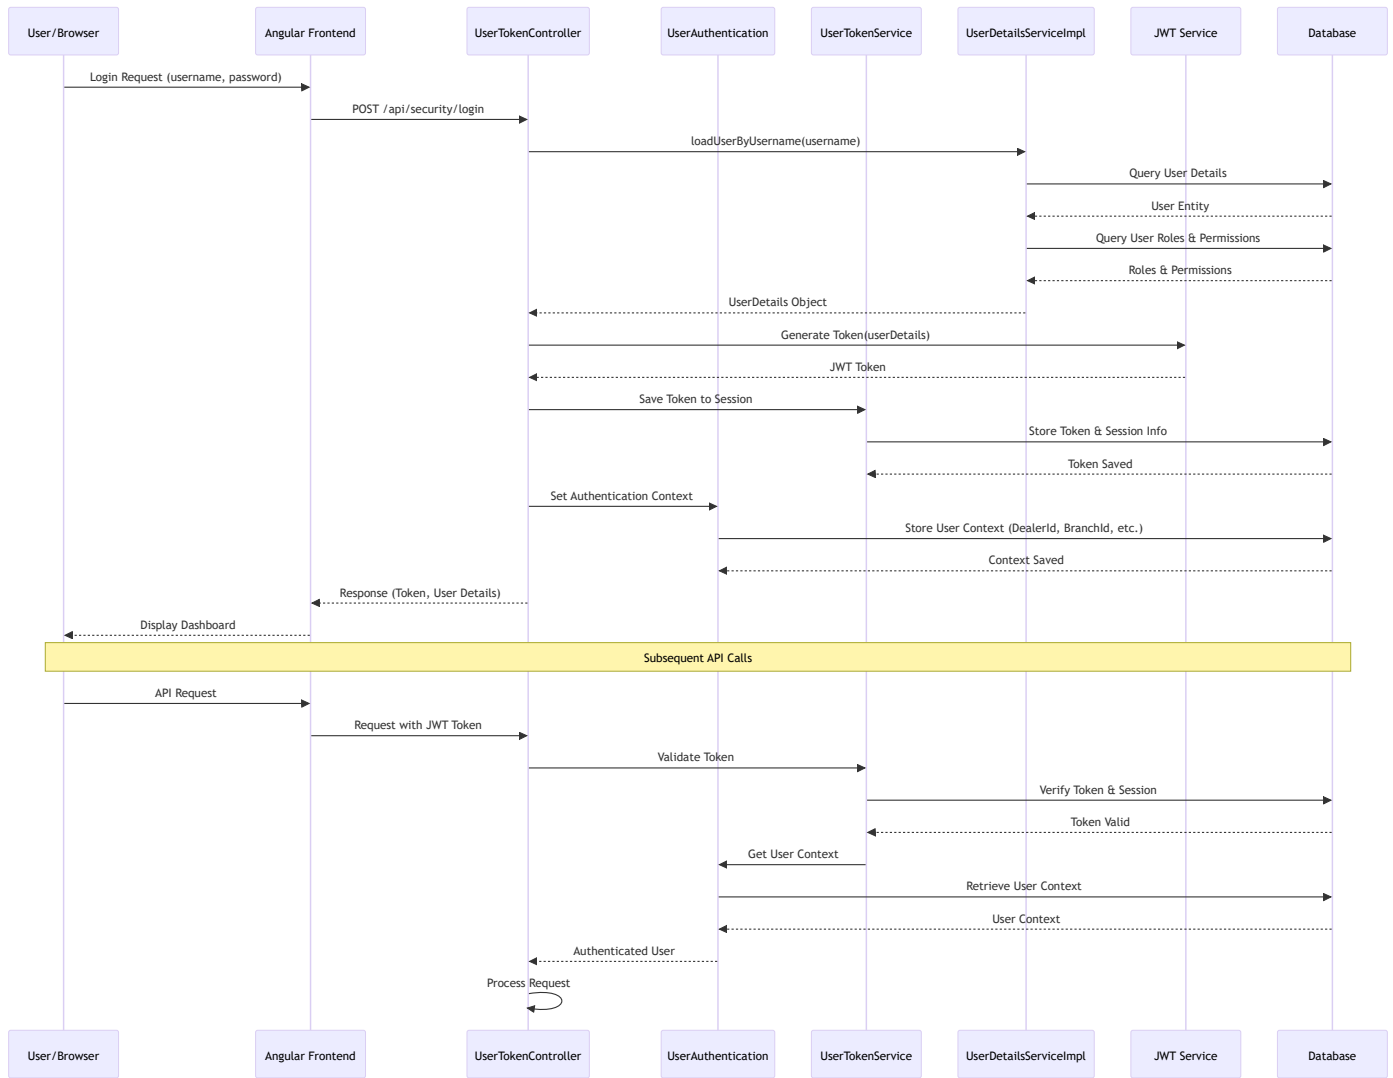 User/Browser
Angular Frontend
UserTokenController
UserAuthentication
UserTokenService
UserDetailsServiceImpl
JWT Service
Database
Login Request (username, password)
POST /api/security/login
loadUserByUsername(username)
Query User Details
User Entity
Query User Roles & Permissions
Roles & Permissions
UserDetails Object
Generate Token(userDetails)
JWT Token
Save Token to Session
Store Token & Session Info
Token Saved
Set Authentication Context
Store User Context (DealerId, BranchId, etc.)
Context Saved
Response (Token, User Details)
Display Dashboard
Subsequent API Calls
API Request
Request with JWT Token
Validate Token
Verify Token & Session
Token Valid
Get User Context
Retrieve User Context
User Context
Authenticated User
Process Request
User/Browser
Angular Frontend
UserTokenController
UserAuthentication
UserTokenService
UserDetailsServiceImpl
JWT Service
Database